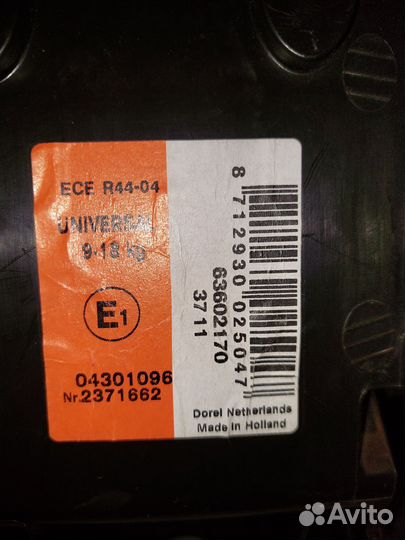 ECE R44-04
UNIVERSAL
9-18 kg
E1
04301096
Nr.2371662
8 712930 025047
63602170
3711
Dorel Netherlands
Made in Holland
Avito